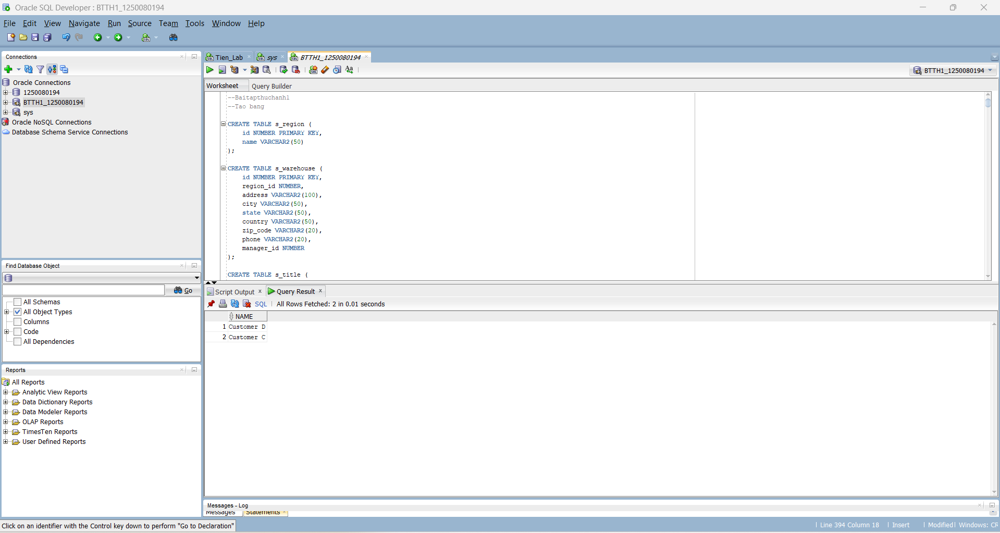 Oracle SQL Developer : BTTH1_1250080194
File Edit View Navigate Run Source Team Tools Window Help
Connections
Oracle Connections
1250080194
BTTH1_1250080194
sys
Oracle NoSQL Connections
Database Schema Service Connections
Find Database Object
Go
All Schemas
All Object Types
Columns
Code
All Dependencies
Reports
All Reports
Analytic View Reports
Data Dictionary Reports
Data Modeler Reports
OLAP Reports
TimesTen Reports
User Defined Reports
Tien_Lab sys BTTH1_1250080194
BTTH1_1250080194
Worksheet Query Builder
--Baitapthuchanh1
--Tao bang
CREATE TABLE s_region (
id NUMBER PRIMARY KEY,
name VARCHAR2(50)
);
CREATE TABLE s_warehouse (
id NUMBER PRIMARY KEY,
region_id NUMBER,
address VARCHAR2(100),
city VARCHAR2(50),
state VARCHAR2(50),
country VARCHAR2(50),
zip_code VARCHAR2(20),
phone VARCHAR2(20),
manager_id NUMBER
);
CREATE TABLE s_title (
Script Output Query Result
SQL All Rows Fetched: 2 in 0.01 seconds
NAME
1 Customer D
2 Customer C
Messages - Log
Messages Statements
Click on an identifier with the Control key down to perform "Go to Declaration"
Line 394 Column 18 Insert Modified Windows: CR